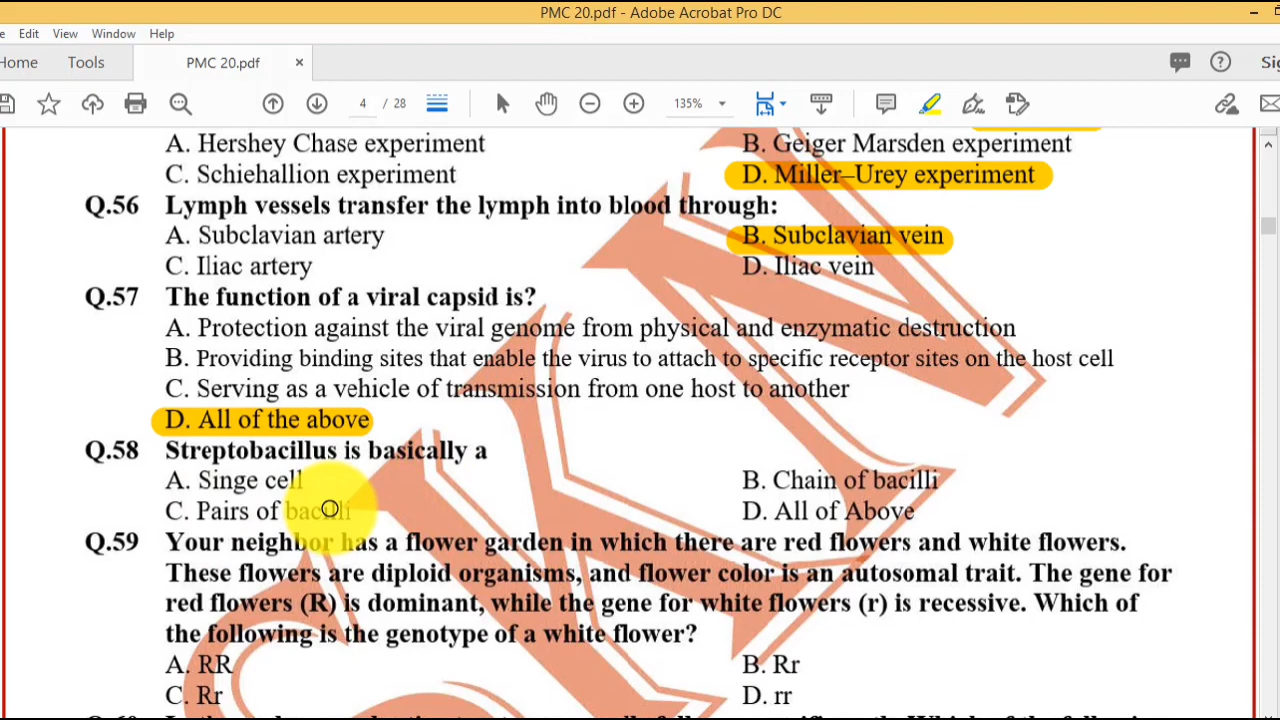 PMC 20.pdf - Adobe Acrobat Pro DC
e Edit View Window Help
Home Tools PMC 20.pdf ×
4 / 28 135%
A. Hershey Chase experiment B. Geiger Marsden experiment
C. Schiehallion experiment D. Miller–Urey experiment
Q.56 Lymph vessels transfer the lymph into blood through:
A. Subclavian artery B. Subclavian vein
C. Iliac artery D. Iliac vein
Q.57 The function of a viral capsid is?
A. Protection against the viral genome from physical and enzymatic destruction
B. Providing binding sites that enable the virus to attach to specific receptor sites on the host cell
C. Serving as a vehicle of transmission from one host to another
D. All of the above
Q.58 Streptobacillus is basically a
A. Singe cell B. Chain of bacilli
C. Pairs of bacilli D. All of Above
Q.59 Your neighbor has a flower garden in which there are red flowers and white flowers.
These flowers are diploid organisms, and flower color is an autosomal trait. The gene for
red flowers (R) is dominant, while the gene for white flowers (r) is recessive. Which of
the following is the genotype of a white flower?
A. RR B. Rr
C. Rr D. rr